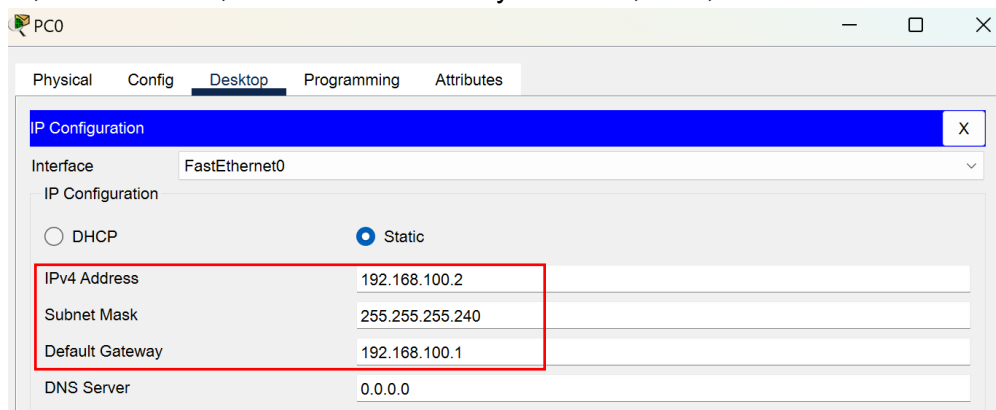 PC0
Physical Config Desktop Programming Attributes
IP Configuration X
Interface FastEthernet0
IP Configuration
DHCP Static
IPv4 Address 192.168.100.2
Subnet Mask 255.255.255.240
Default Gateway 192.168.100.1
DNS Server 0.0.0.0